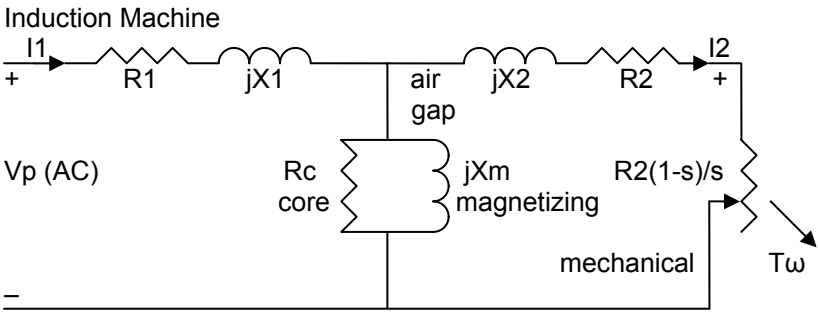 Induction Machine
I1
I2
+
R1
jX1
air
gap
jX2
R2
+
Vp (AC)
Rc
core
jXm
magnetizing
R2(1-s)/s
mechanical
Tω
–